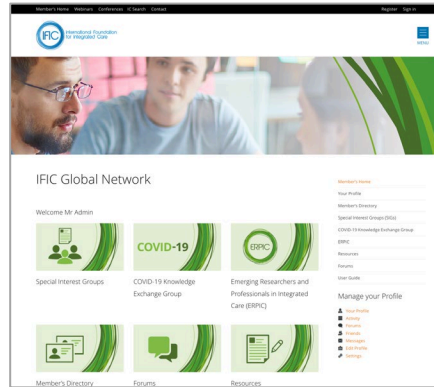 Member's Home Webinars Conferences IC Search Contact
Register Sign in
IFIC International Foundation
for Integrated Care
MENU
IFIC Global Network
Welcome Mr Admin
Special Interest Groups
COVID-19
COVID-19 Knowledge
Exchange Group
ERPIC
Emerging Researchers and
Professionals in Integrated
Care (ERPIC)
Member's Directory
Forums
Resources
Member's Home
Your Profile
Member's Directory
Special Interest Groups (SIGs)
COVID-19 Knowledge Exchange Group
ERPIC
Resources
Forums
User Guide
Manage your Profile
Your Profile
Activity
Forums
Friends
Messages
Edit Profile
Settings